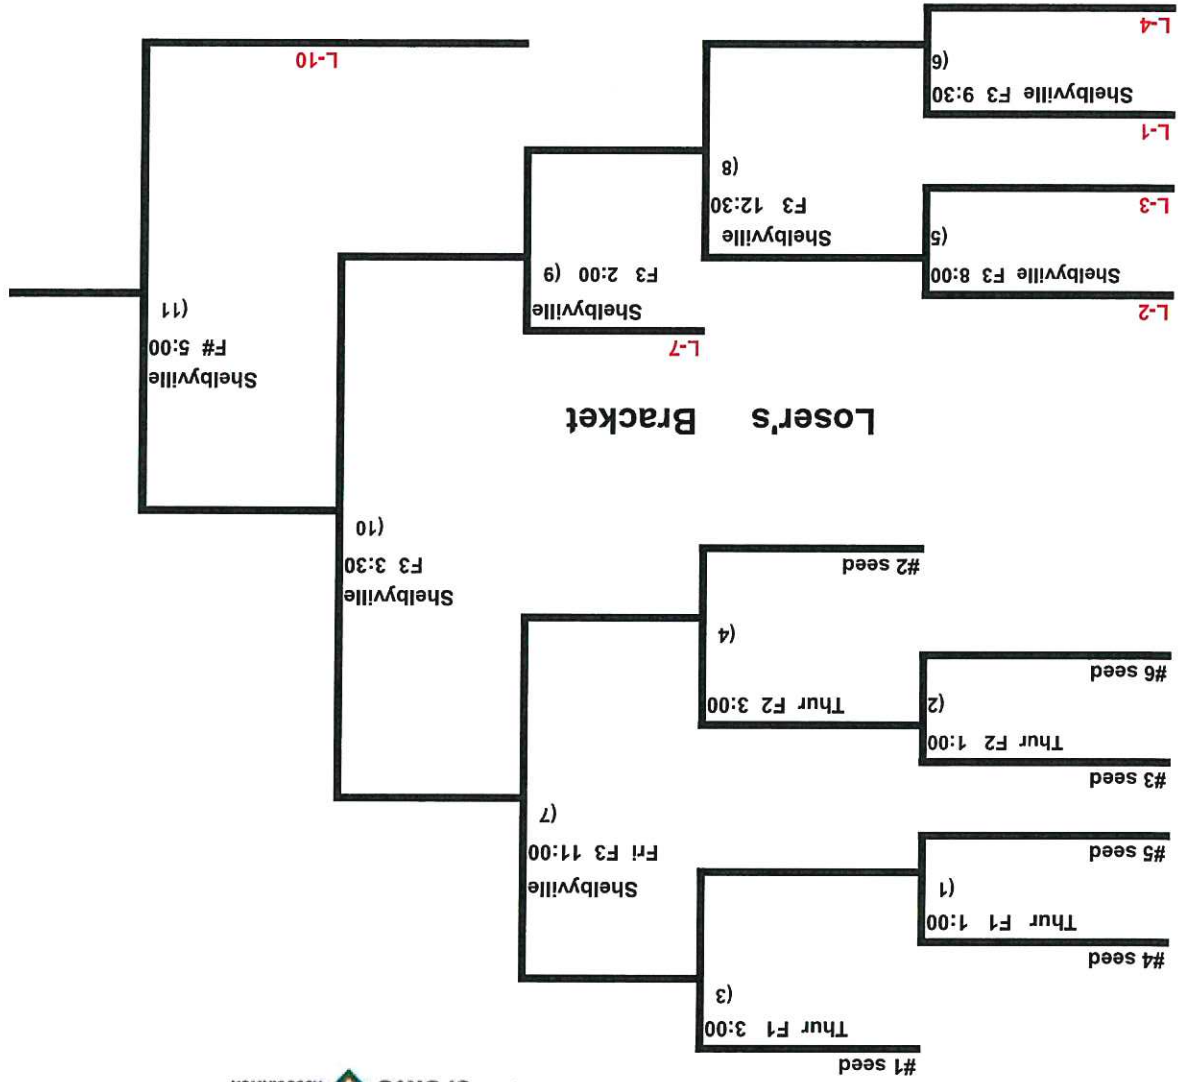 #1 seed
Thur F1 3:00
(3
#4 seed
Thur F1 1:00
(1
#5 seed
Shelbyville
Fri F3 11:00
(7
#3 seed
Thur F2 1:00
(2
#6 seed
Thur F2 3:00
(4
#2 seed
Shelbyville
F3 3:30
(10
Loser's Bracket
Shelbyville
F# 5:00
(11
L-7
Shelbyville
F3 2:00 (9
L-2
Shelbyville F3 8:00
(5
L-3
Shelbyville
F3 12:30
(8
L-1
Shelbyville F3 9:30
(6
L-4
L-10